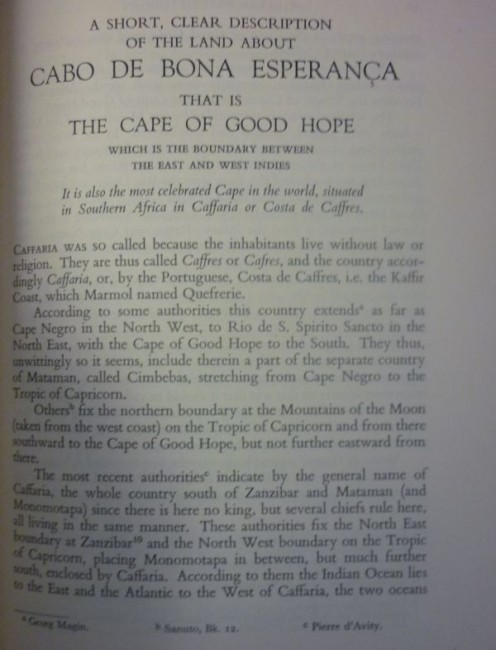 A SHORT, CLEAR DESCRIPTION
OF THE LAND ABOUT
CABO DE BONA ESPERANÇA
THAT IS
THE CAPE OF GOOD HOPE
WHICH IS THE BOUNDARY BETWEEN
THE EAST AND WEST INDIES
It is also the most celebrated Cape in the world, situated
in Southern Africa in Caffaria or Costa de Caffres.
CAFFARIA WAS SO called because the inhabitants live without law or
religion. They are thus called Caffres or Cafres, and the country accor-
dingly Caffaria, or, by the Portuguese, Costa de Caffres, i.e. the Kaffir
Coast, which Marmol named Quefrerie.
According to some authorities this country extendsᵃ as far as
Cape Negro in the North West, to Rio de S. Spirito Sancto in the
North East, with the Cape of Good Hope to the South. They thus,
unwittingly so it seems, include therein a part of the separate country
of Mataman, called Cimbebas, stretching from Cape Negro to the
Tropic of Capricorn.
Othersᵇ fix the northern boundary at the Mountains of the Moon
(taken from the west coast) on the Tropic of Capricorn and from there
southward to the Cape of Good Hope, but not further eastward from
there.
The most recent authoritiesᶜ indicate by the general name of
Caffaria, the whole country south of Zanzibar and Mataman (and
Monomotapa) since there is here no king, but several chiefs rule here,
all living in the same manner. These authorities fix the North East
boundary at Zanzibar¹⁰ and the North West boundary on the Tropic
of Capricorn, placing Monomotapa in between, but much further
south, enclosed by Caffaria. According to them the Indian Ocean lies
to the East and the Atlantic to the West of Caffaria, the two oceans
ᵃ Georg Magin. ᵇ Sanuto, Bk. 12. ᶜ Pierre d'Avity.